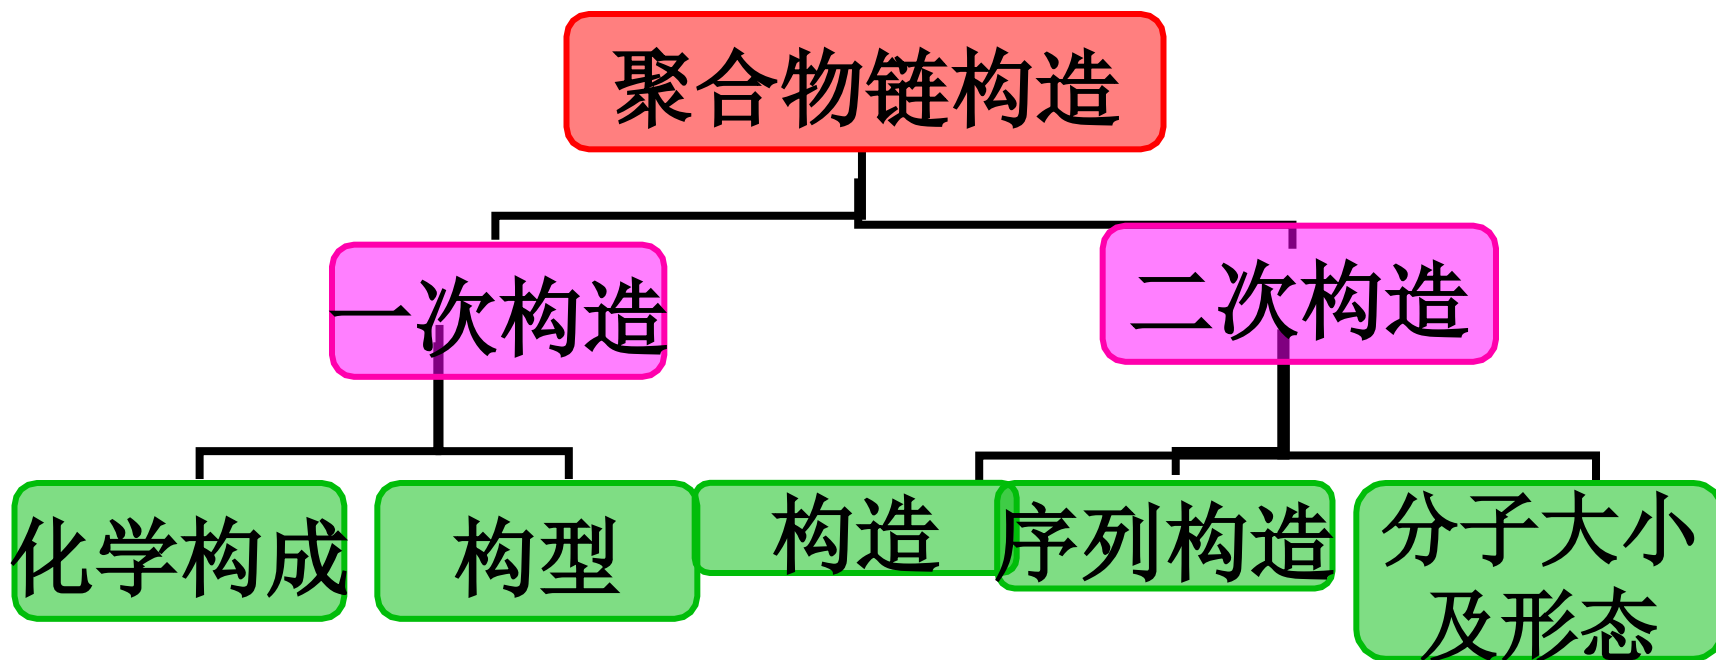 聚合物链构造
一次构造
二次构造
化学构成
构型
构造
序列构造
分子大小
及形态